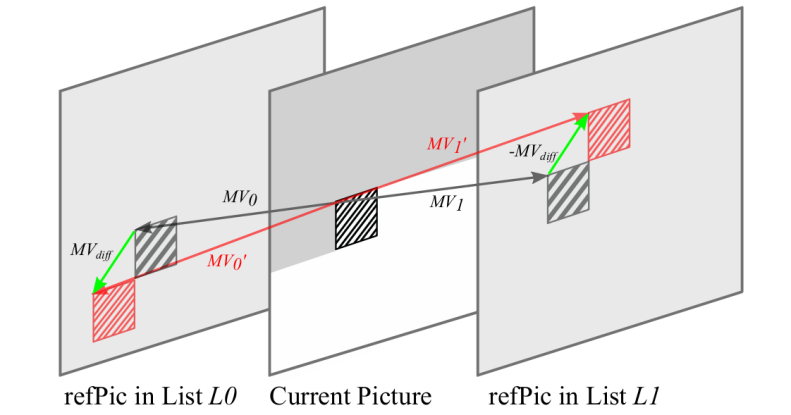 MV1'
-MVdiff
MV0
MV1
MVdiff
MV0'
refPic in List L0
Current Picture
refPic in List L1